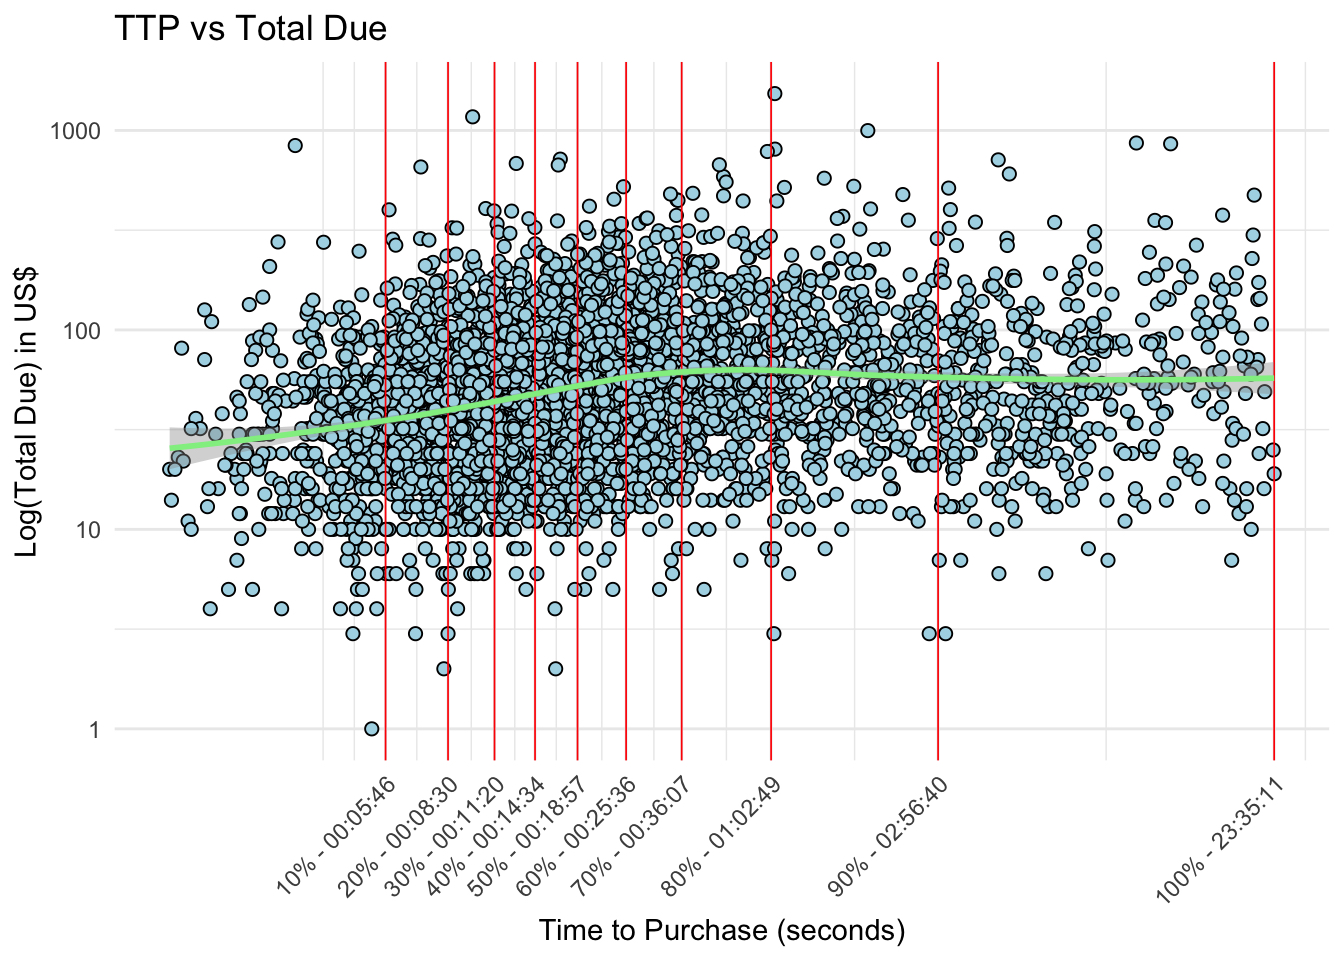 TTP vs Total Due
Log(Total Due) in US$
1000
100
10
1
10% - 00:05:46
20% - 00:08:30
30% - 00:11:20
40% - 00:14:34
50% - 00:18:57
60% - 00:25:36
70% - 00:36:07
80% - 01:02:49
90% - 02:56:40
100% - 23:35:11
Time to Purchase (seconds)